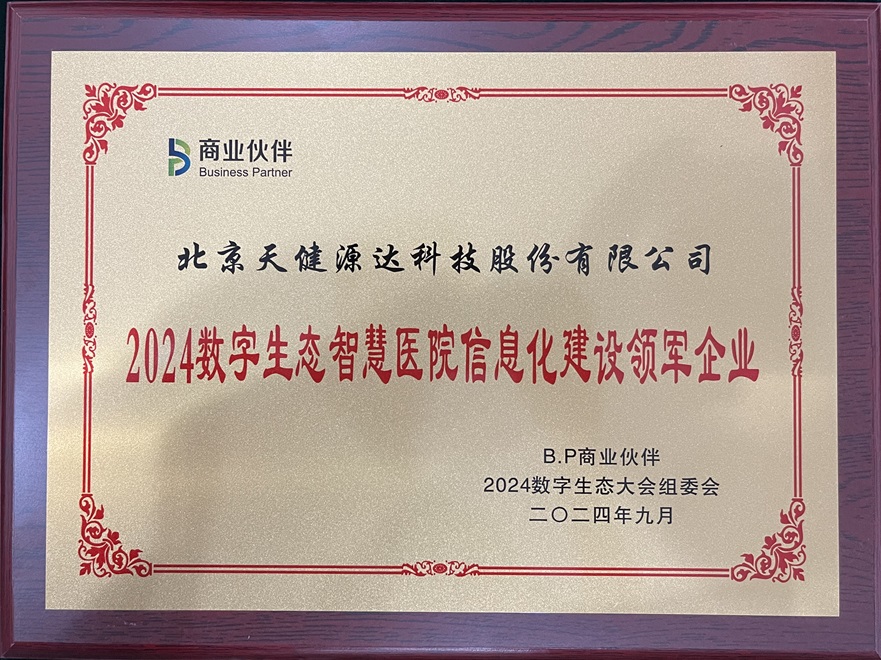 商业伙伴
Business Partner
北京天健源达科技股份有限公司
2024数字生态智慧医院信息化建设领军企业
B.P商业伙伴
2024数字生态大会组委会
二〇二四年九月